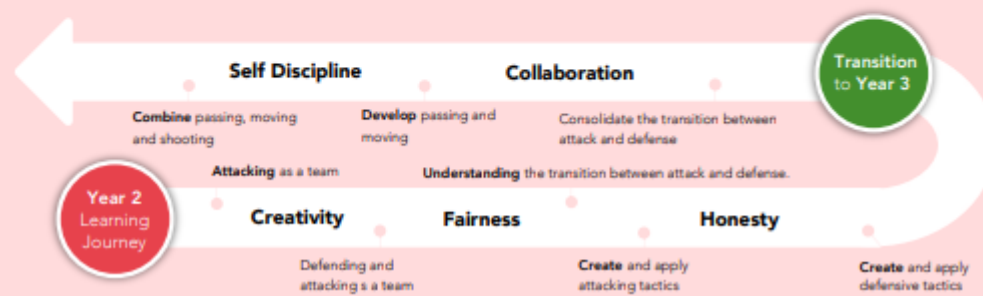 Self Discipline
Collaboration
Transition
to Year 3
Combine passing, moving
and shooting
Develop passing and
moving
Consolidate the transition between
attack and defense
Attacking as a team
Understanding the transition between attack and defense.
Year 2
Learning
Journey
Creativity
Fairness
Honesty
Defending and
attacking s a team
Create and apply
attacking tactics
Create and apply
defensive tactics